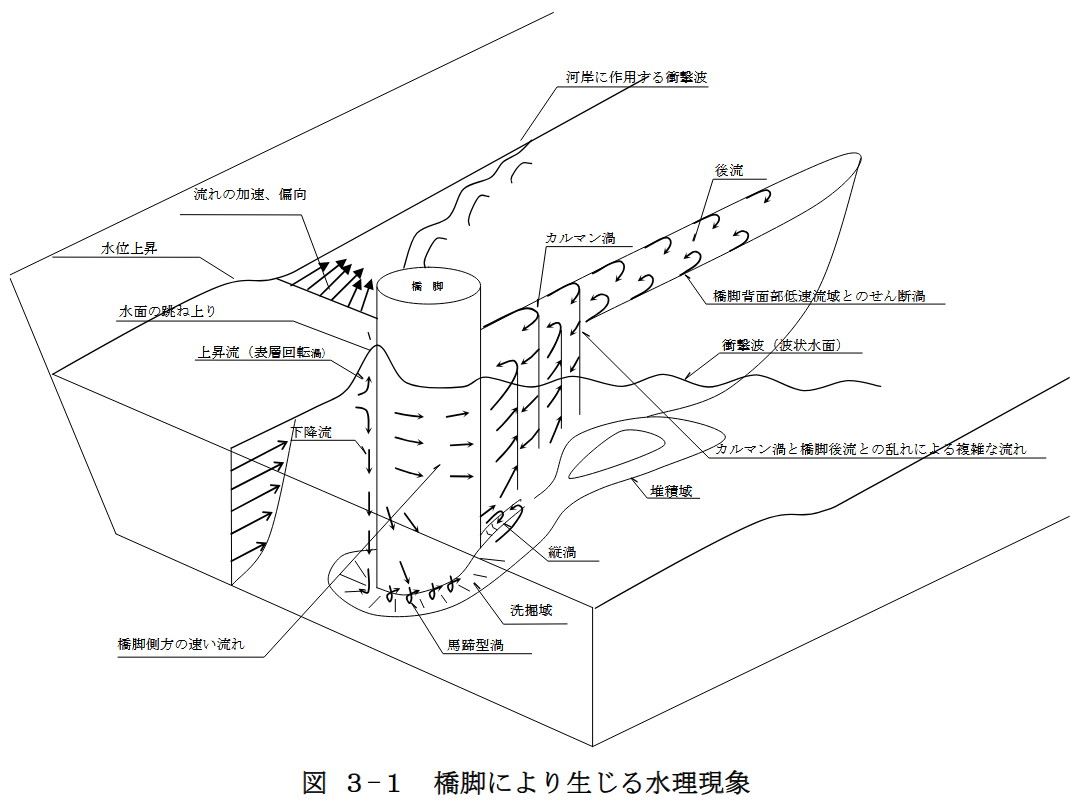 河岸に作用する衝撃波
後流
流れの加速、偏向
カルマン渦
水位上昇
橋 脚
橋脚背面部低速流域とのせん断渦
水面の跳ね上り
衝撃波（波状水面）
上昇流（表層回転渦）
下降流
カルマン渦と橋脚後流との乱れによる複雑な流れ
堆積域
縦渦
洗掘域
橋脚側方の速い流れ
馬蹄型渦
図 3-1 橋脚により生じる水理現象